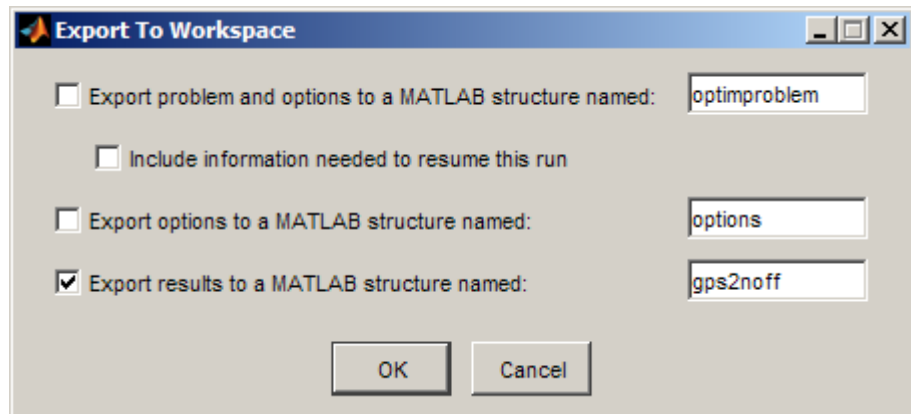 Export To Workspace
Export problem and options to a MATLAB structure named: optimproblem
Include information needed to resume this run
Export options to a MATLAB structure named: options
Export results to a MATLAB structure named: gps2noff
OK Cancel